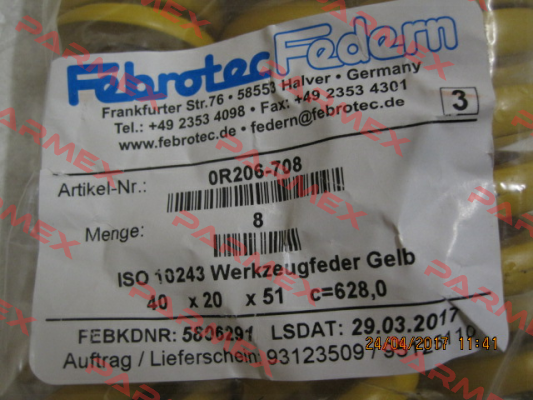 Febrotec Federn
Frankfurter Str.76 • 58553 Halver • Germany
Tel.: +49 2353 4098 • Fax: +49 2353 4301
www.febrotec.de • federn@febrotec.de
3
Artikel-Nr.: 0R206-708
Menge: 8
ISO 10243 Werkzeugfeder Gelb
40 x 20 x 51 c=628,0
FEBKDNR: 5606291 LSDAT: 29.03.2017
Auftrag / Lieferschein: 93123509 /
24/04/2017 11:41
PARMEX